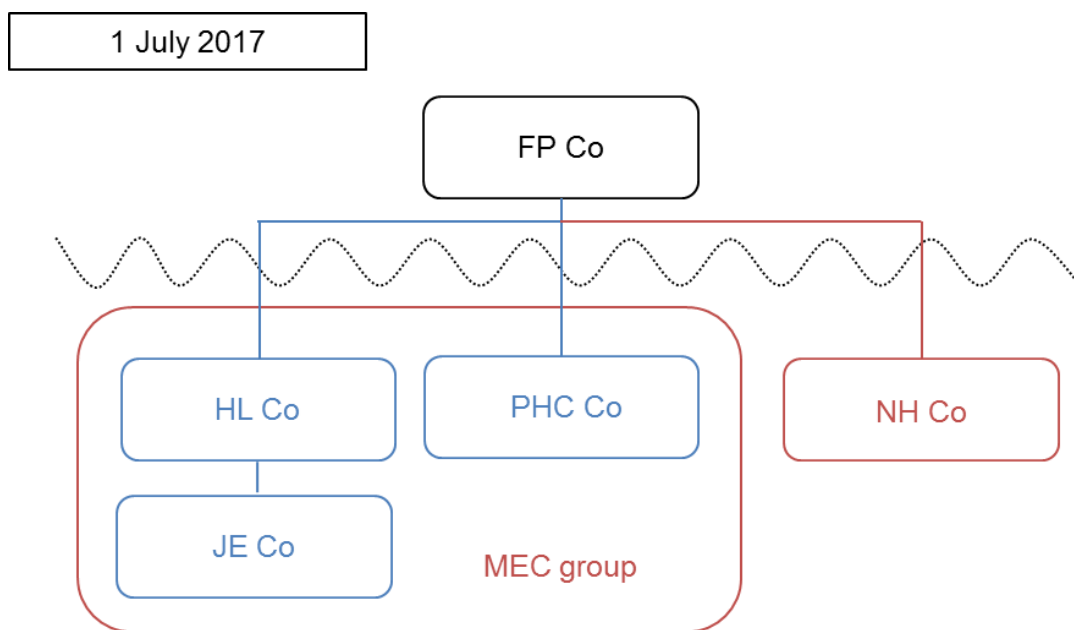 1 July 2017
FP Co
HL Co
PHC Co
NH Co
JE Co
MEC group